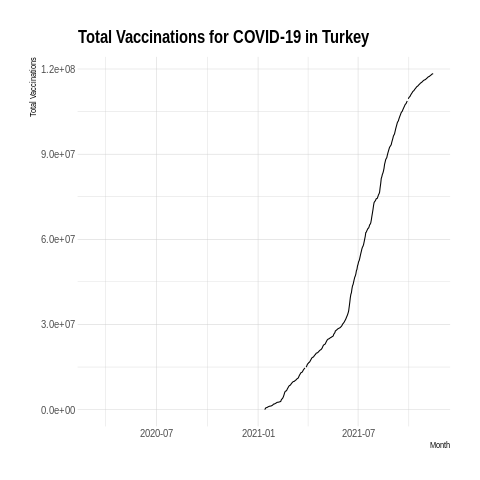 Total Vaccinations for COVID-19 in Turkey
Total Vaccinations
1.2e+08
9.0e+07
6.0e+07
3.0e+07
0.0e+00
2020-07
2021-01
2021-07
Month